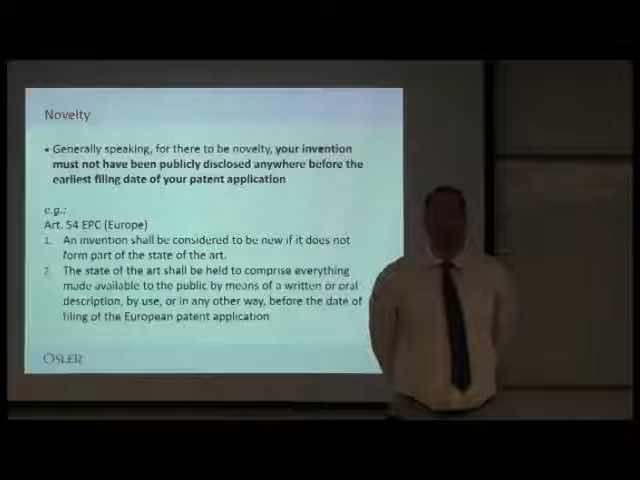 Novelty
• Generally speaking, for there to be novelty, your invention
must not have been publicly disclosed anywhere before the
earliest filing date of your patent application
e.g.:
Art. 54 EPC (Europe)
1. An invention shall be considered to be new if it does not
form part of the state of the art.
2. The state of the art shall be held to comprise everything
made available to the public by means of a written or oral
description, by use, or in any other way, before the date of
filing of the European patent application
OSLER